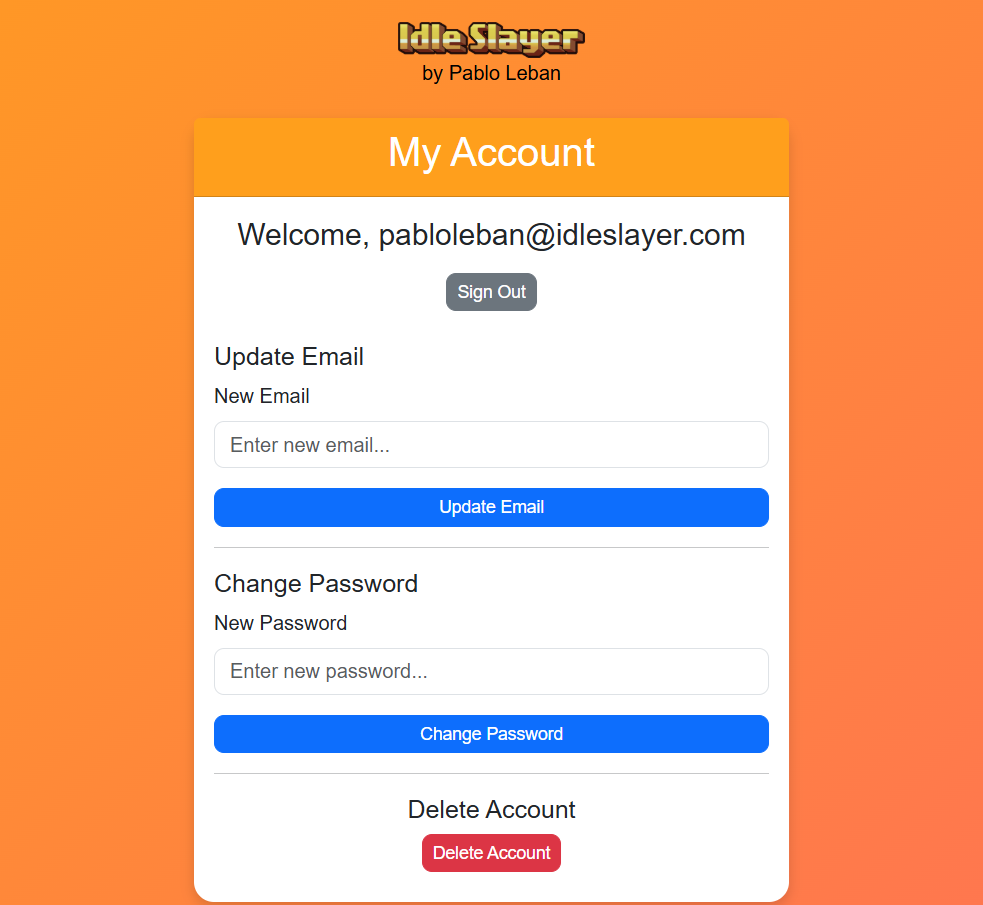 Idle Slayer
by Pablo Leban
My Account
Welcome, pabloleban@idleslayer.com
Sign Out
Update Email
New Email
Enter new email...
Update Email
Change Password
New Password
Enter new password...
Change Password
Delete Account
Delete Account